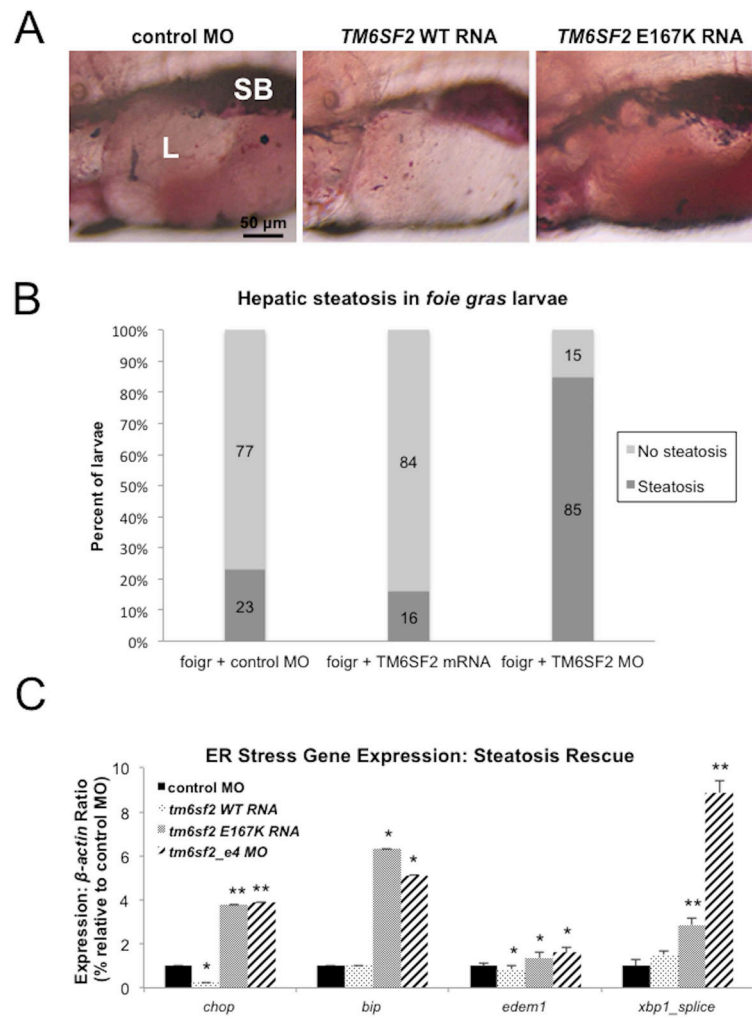 A
control MO
TM6SF2 WT RNA
TM6SF2 E167K RNA
SB
L
50 µm
B
Hepatic steatosis in foie gras larvae
Percent of larvae
100%
90%
80%
70%
60%
50%
40%
30%
20%
10%
0%
77
23
84
16
15
85
No steatosis
Steatosis
foigr + control MO
foigr + TM6SF2 mRNA
foigr + TM6SF2 MO
C
ER Stress Gene Expression: Steatosis Rescue
Expression: β-actin Ratio
(% relative to control MO)
10
8
6
4
2
0
control MO
tm6sf2 WT RNA
tm6sf2 E167K RNA
tm6sf2_e4 MO
*
**
**
*
*
*
*
*
**
**
chop
bip
edem1
xbp1_splice